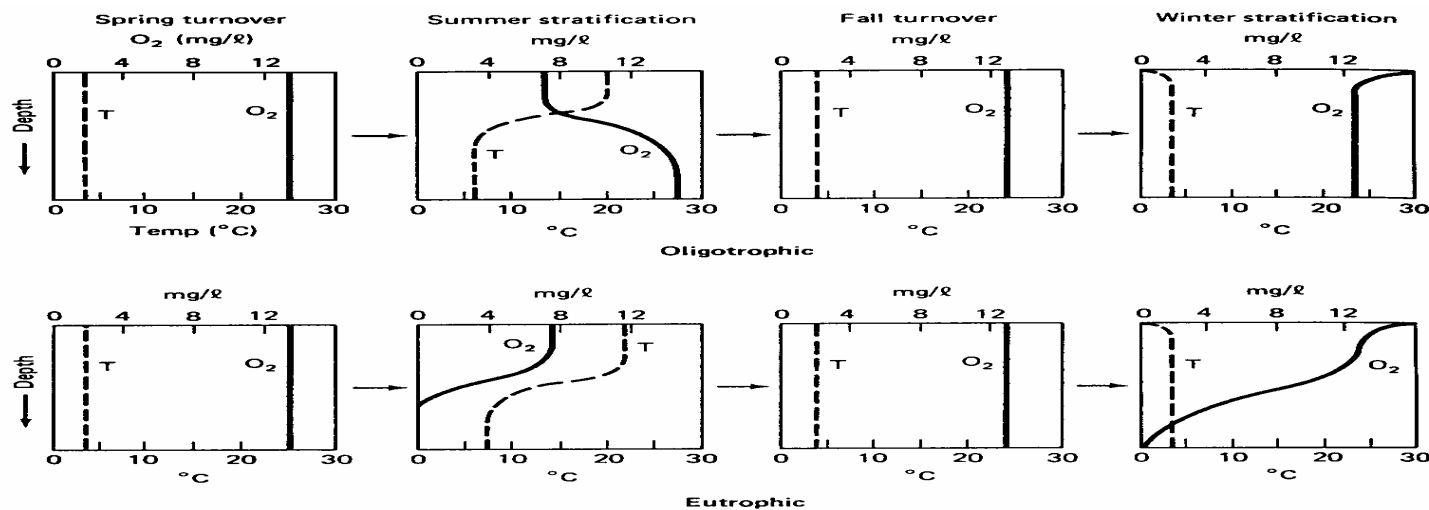 Spring turnover Summer stratification Fall turnover Winter stratification
O₂ (mg/ℓ) mg/ℓ mg/ℓ mg/ℓ
0 4 8 12 0 4 8 12 0 4 8 12 0 4 8 12
Depth T O₂ T O₂ T O₂ T O₂
0 10 20 30 0 10 20 30 0 10 20 30 0 10 20 30
Temp (°C) °C °C °C
Oligotrophic
mg/ℓ mg/ℓ mg/ℓ mg/ℓ
0 4 8 12 0 4 8 12 0 4 8 12 0 4 8 12
Depth T O₂ O₂ T T O₂ T O₂
0 10 20 30 0 10 20 30 0 10 20 30 0 10 20 30
°C °C °C °C
Eutrophic